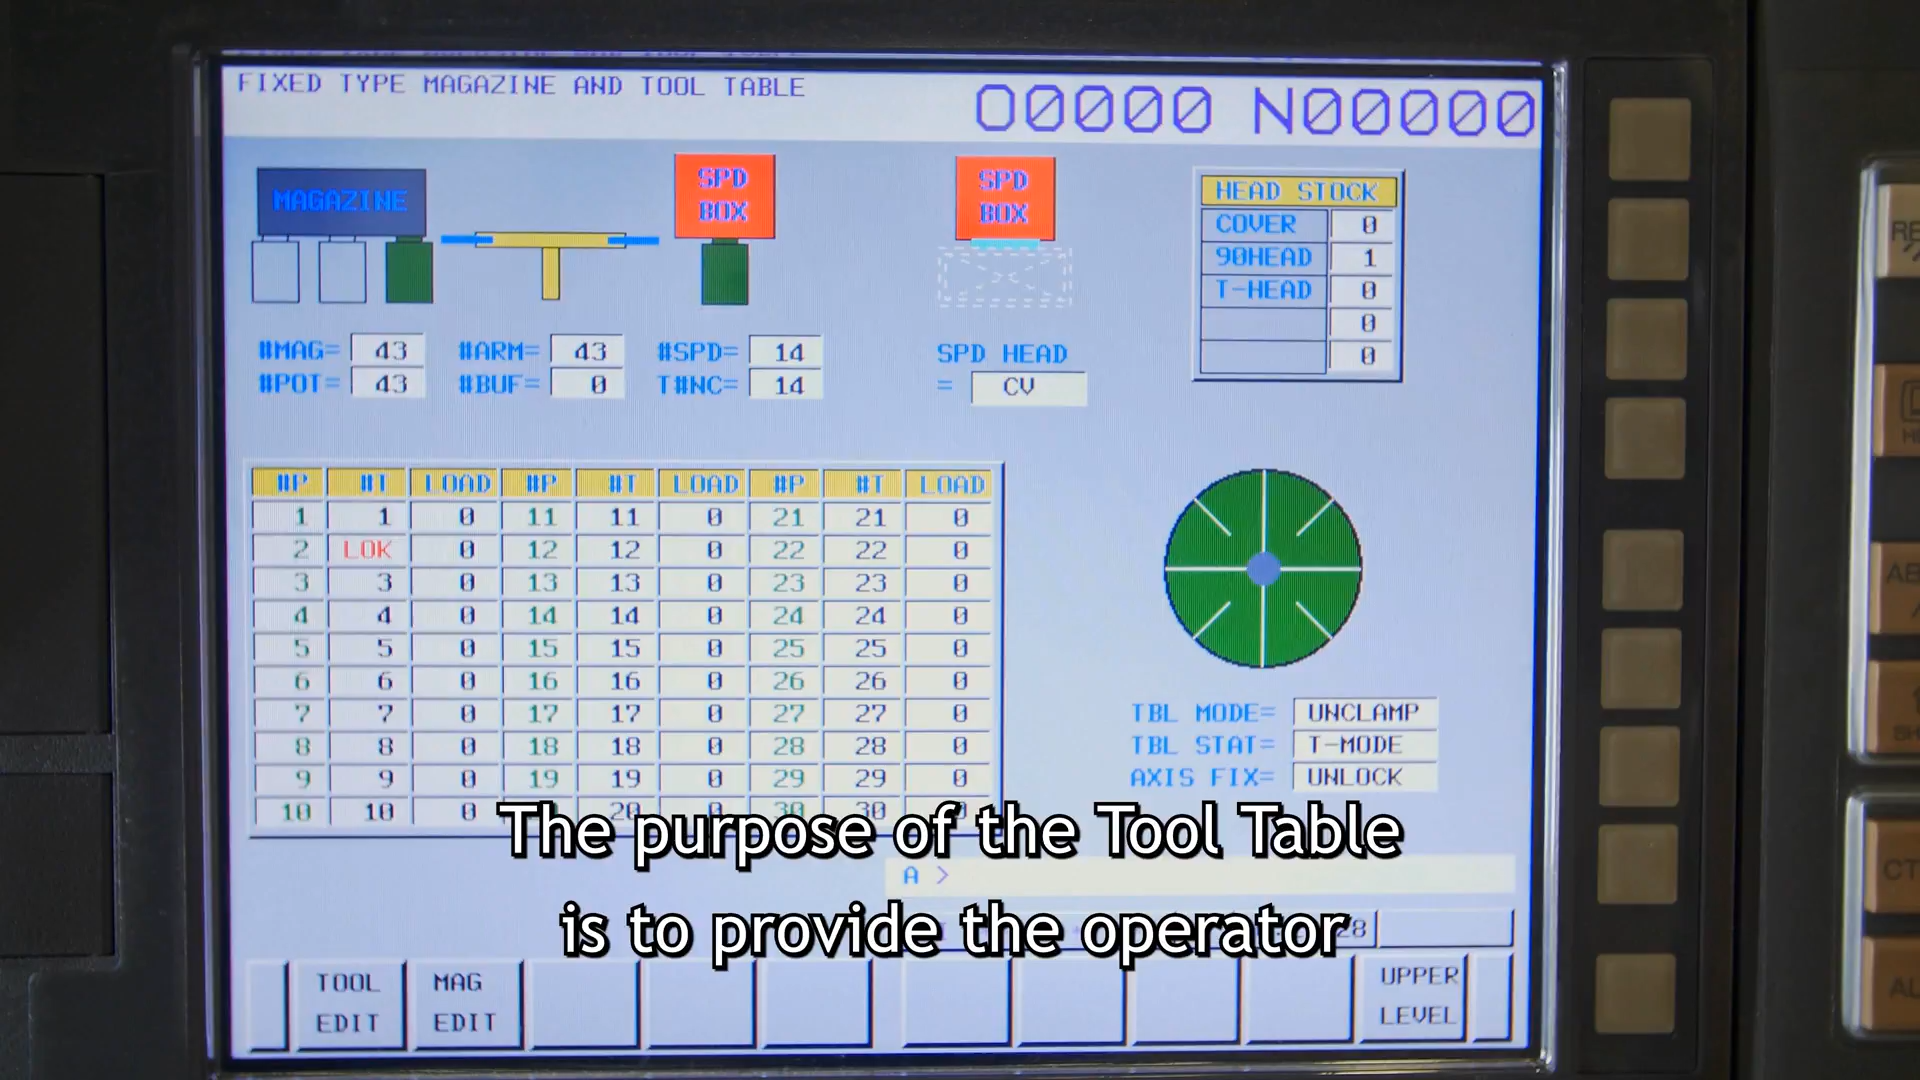 FIXED TYPE MAGAZINE AND TOOL TABLE
O0000 N00000
MAGAZINE
SPD BOX
SPD BOX
HEAD STOCK
COVER 0
90HEAD 1
T-HEAD 0
0
0
#MAG= 43 #ARM= 43 #SPD= 14
#POT= 43 #BUF= 0 T#NC= 14
SPD HEAD
= CV
#P #T LOAD #P #T LOAD #P #T LOAD
1 1 0 11 11 0 21 21 0
2 LOK 0 12 12 0 22 22 0
3 3 0 13 13 0 23 23 0
4 4 0 14 14 0 24 24 0
5 5 0 15 15 0 25 25 0
6 6 0 16 16 0 26 26 0
7 7 0 17 17 0 27 27 0
8 8 0 18 18 0 28 28 0
9 9 0 19 19 0 29 29 0
10 10 0 20 0 30 30 0
TBL MODE= UNCLAMP
TBL STAT= T-MODE
AXIS FIX= UNLOCK
The purpose of the Tool Table
A >
is to provide the operator
TOOL EDIT
MAG EDIT
UPPER LEVEL